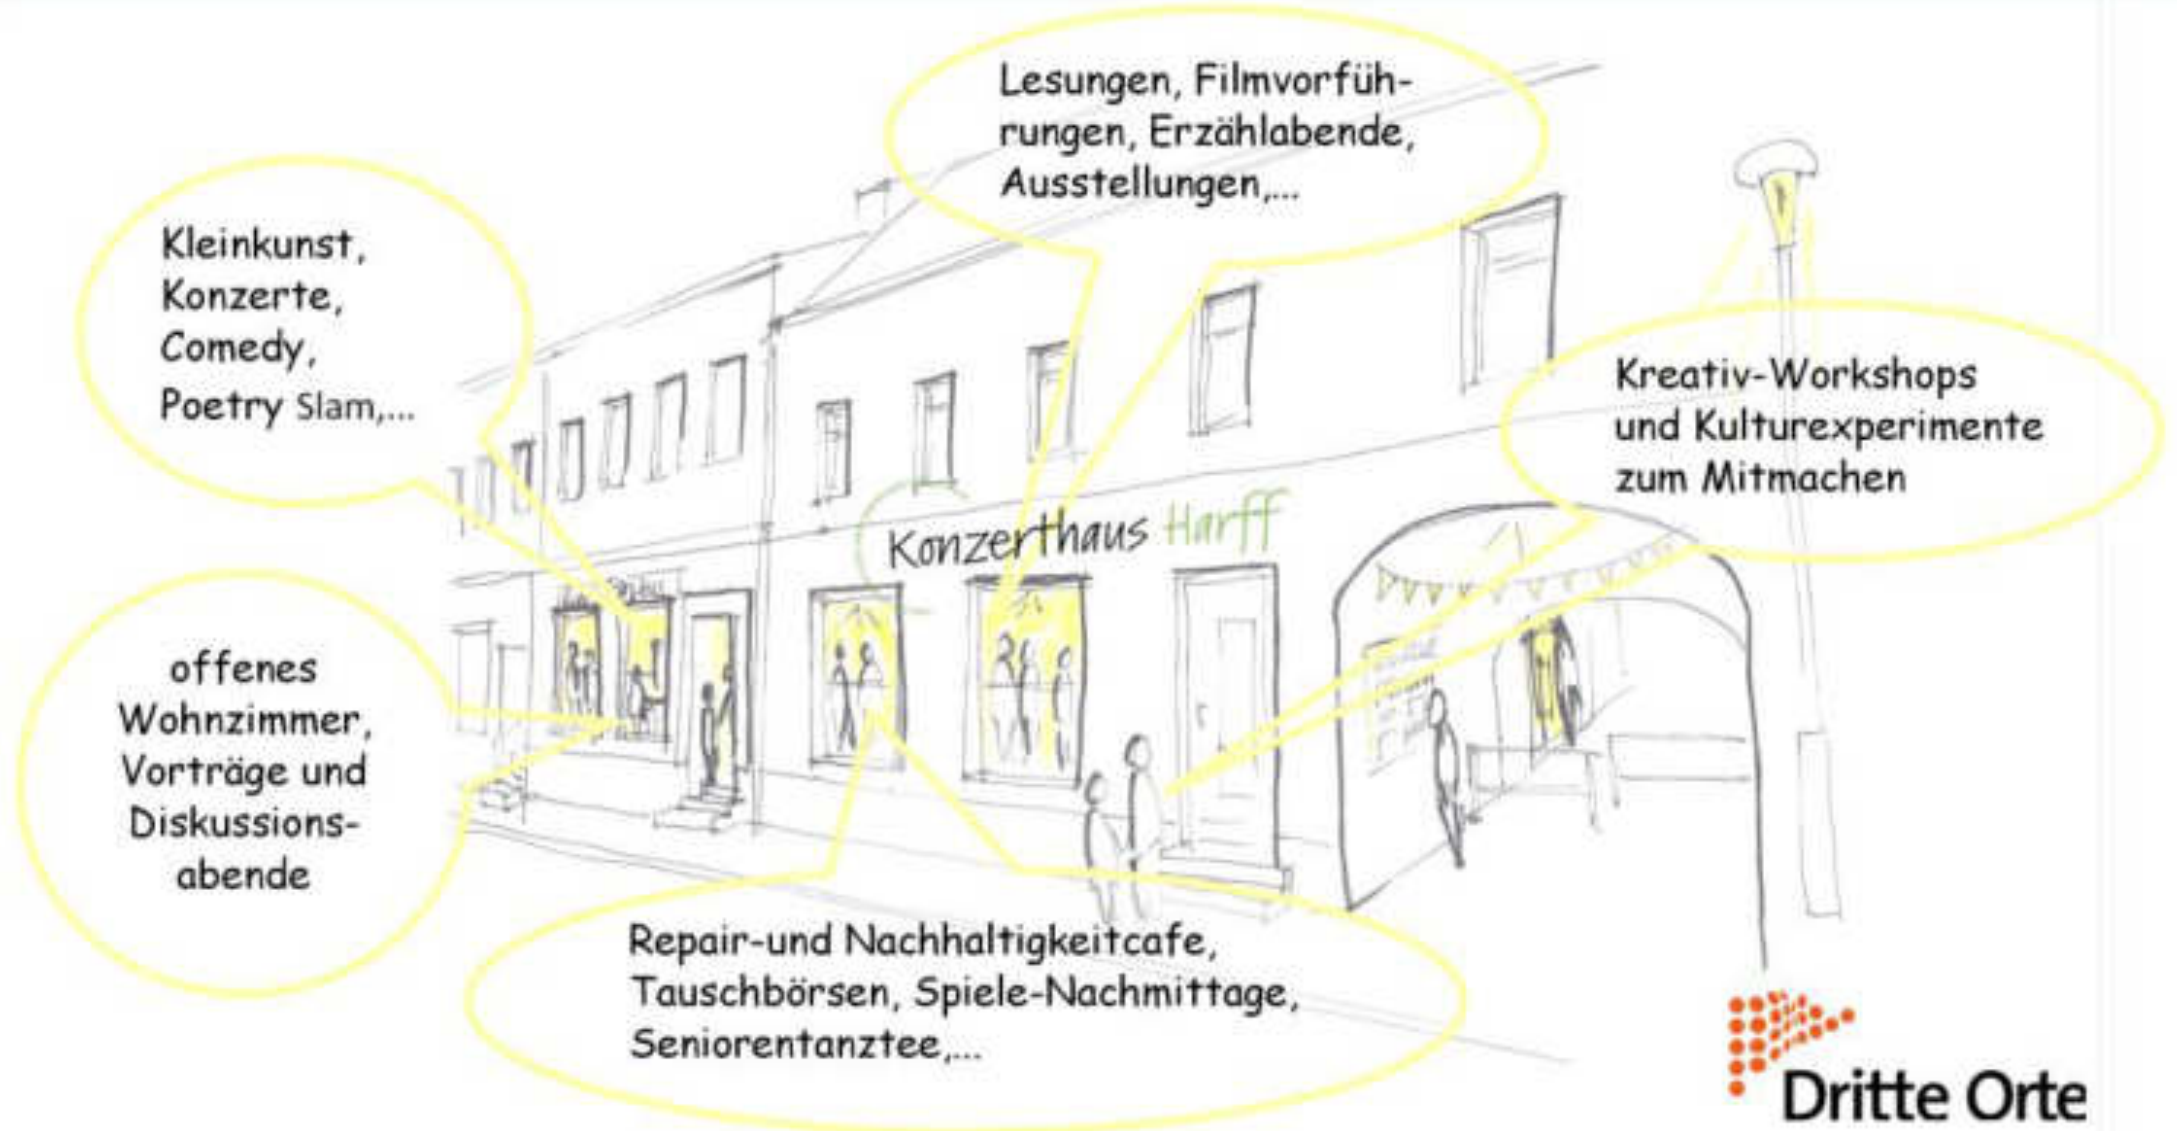 Lesungen, Filmvorfüh-
rungen, Erzählabende,
Ausstellungen,...
Kleinkunst,
Konzerte,
Comedy,
Poetry Slam,...
Kreativ-Workshops
und Kulturexperimente
zum Mitmachen
Konzerthaus Harff
offenes
Wohnzimmer,
Vorträge und
Diskussions-
abende
Repair-und Nachhaltigkeitcafe,
Tauschbörsen, Spiele-Nachmittage,
Seniorentanztee,...
Dritte Orte